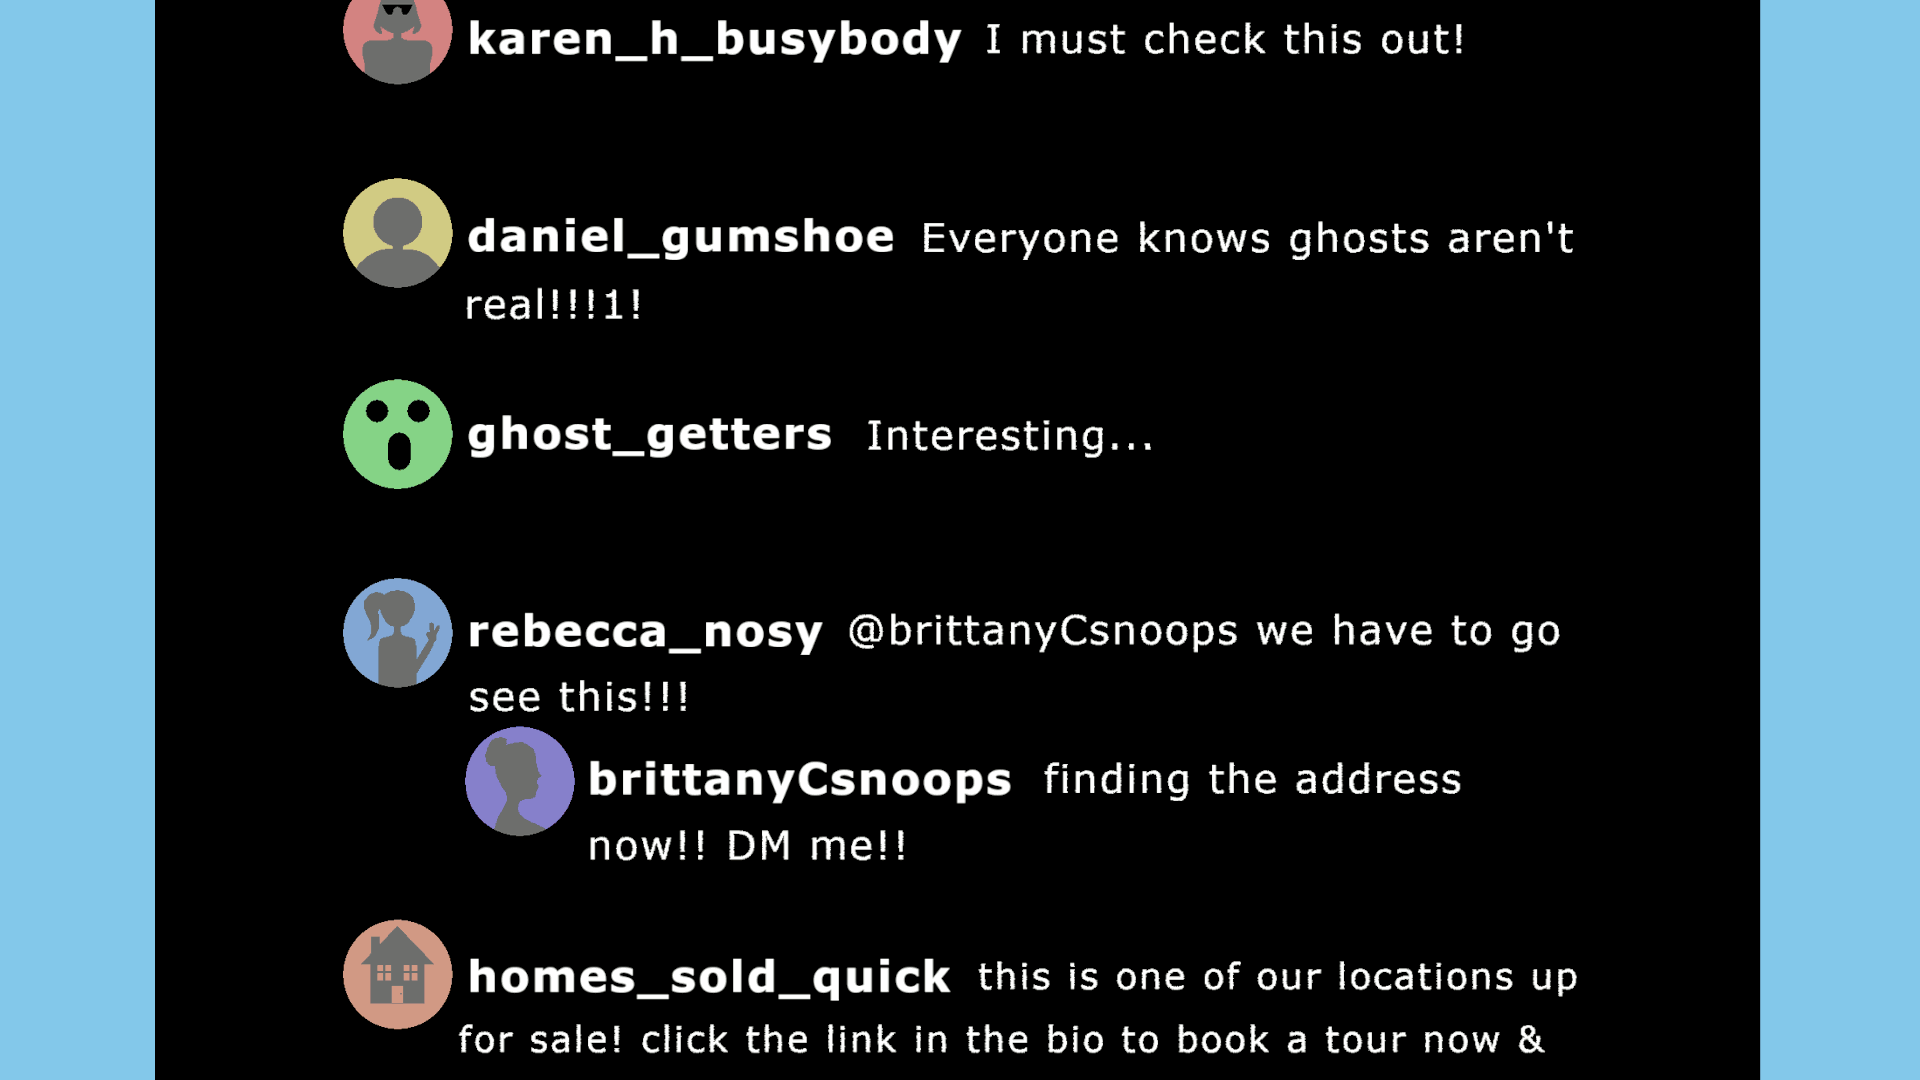 karen_h_busybody I must check this out!
daniel_gumshoe Everyone knows ghosts aren't
real!!!1!
ghost_getters Interesting...
rebecca_nosy @brittanyCsnoops we have to go
see this!!!
brittanyCsnoops finding the address
now!! DM me!!
homes_sold_quick this is one of our locations up
for sale! click the link in the bio to book a tour now &